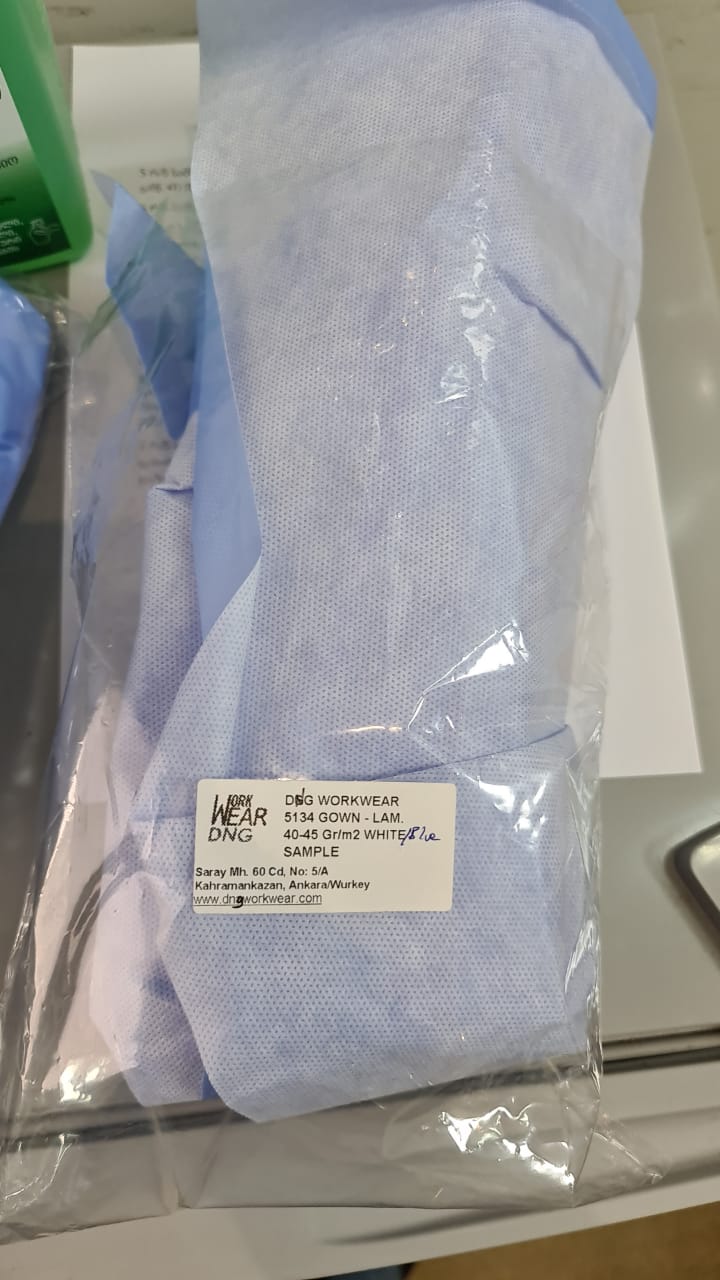 WORK
WEAR
DNG
DNG WORKWEAR
5134 GOWN - LAM.
40-45 Gr/m2 WHITE/Blue
SAMPLE
Saray Mh. 60 Cd, No: 5/A
Kahramankazan, Ankara/Wurkey
www.dngworkwear.com